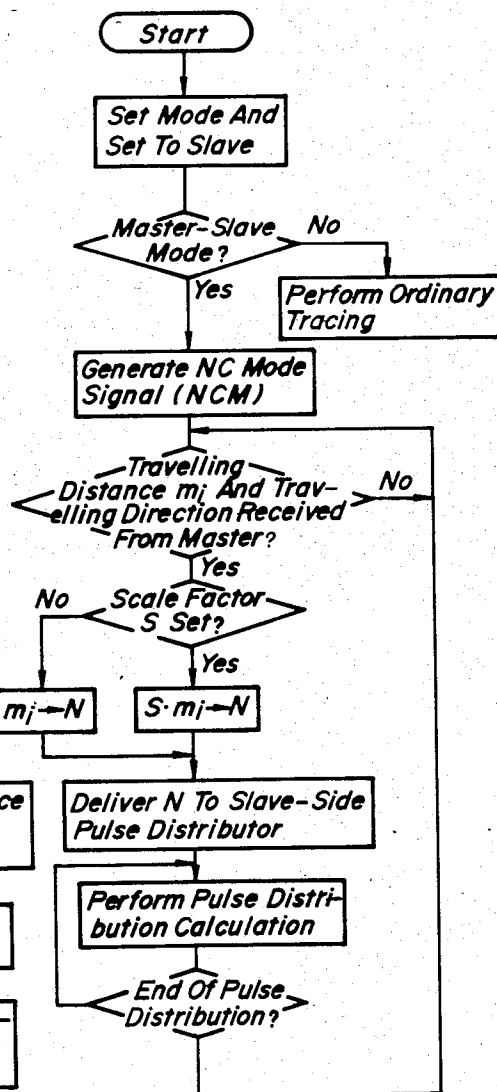 Start
Set Mode And
Set To Slave
Master-Slave
Mode?
No
Yes
Perform Ordinary
Tracing
Generate NC Mode
Signal (NCM)
Travelling
Distance mi And Trav-
elling Direction Received
From Master?
No
Yes
Scale Factor
S Set?
No
Yes
mi→N
S·mi→N
ce
Deliver N To Slave-Side
Pulse Distributor
Perform Pulse Distri-
bution Calculation
End Of Pulse
Distribution?